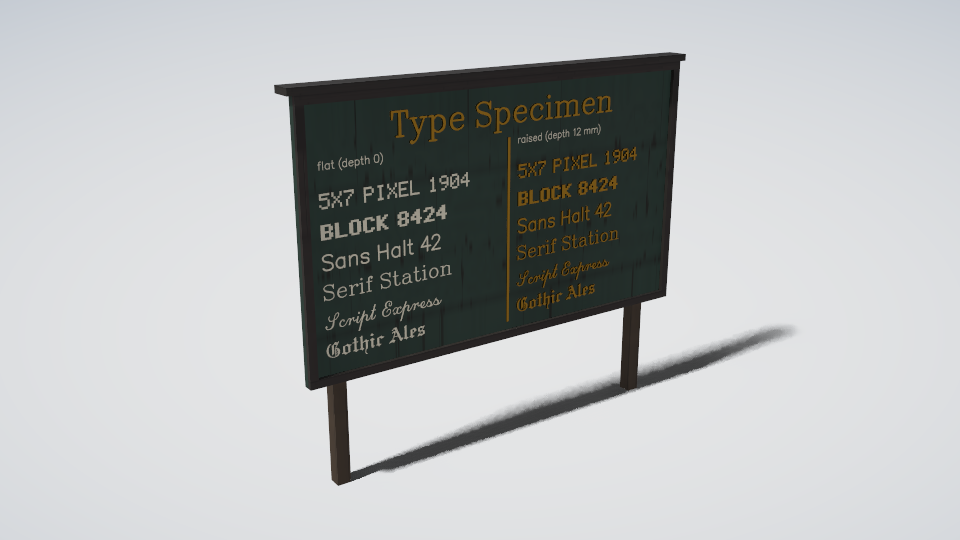 Type Specimen
flat (depth 0)
5X7 PIXEL 1904
BLOCK 8424
Sans Halt 42
Serif Station
Script Express
Gothic Ales
raised (depth 12 mm)
5X7 PIXEL 1904
BLOCK 8424
Sans Halt 42
Serif Station
Script Express
Gothic Ales